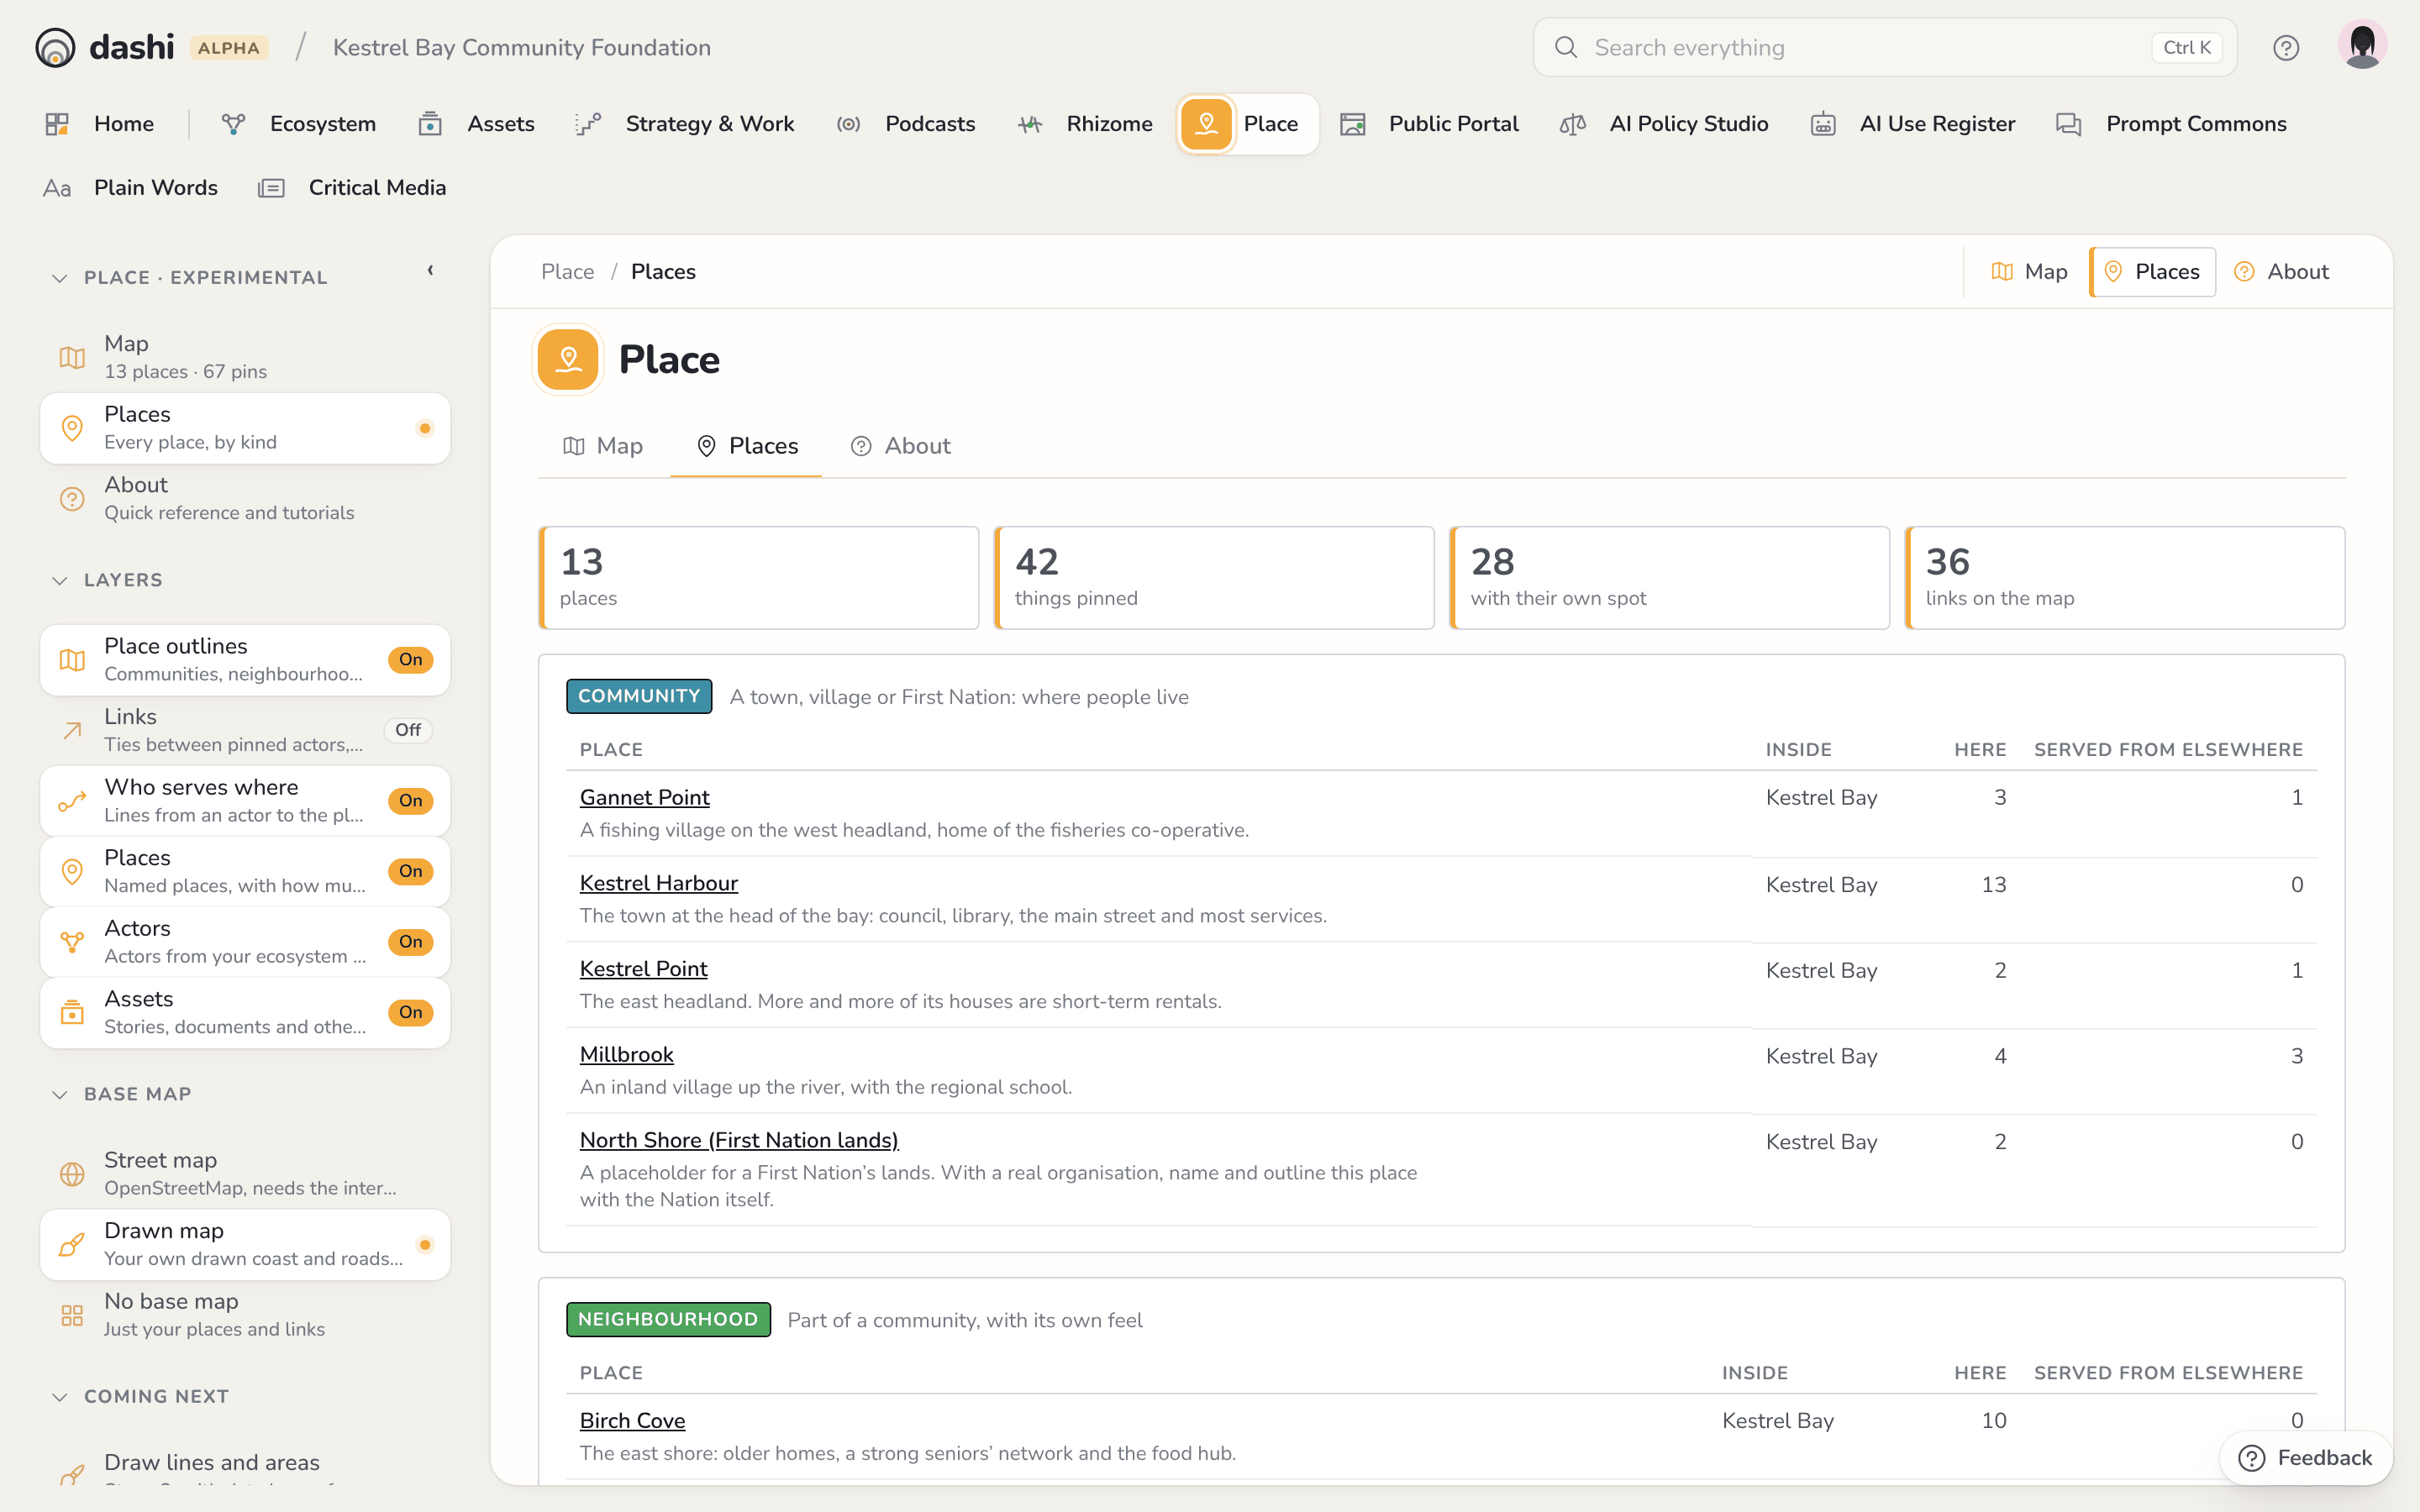 dashi ALPHA / Kestrel Bay Community Foundation
Search everything Ctrl K
Home Ecosystem Assets Strategy & Work Podcasts Rhizome Place Public Portal AI Policy Studio AI Use Register Prompt Commons
Plain Words Critical Media
PLACE · EXPERIMENTAL
Map
13 places · 67 pins
Places
Every place, by kind
About
Quick reference and tutorials
LAYERS
Place outlines
Communities, neighbourhoo...
On
Links
Ties between pinned actors,...
Off
Who serves where
Lines from an actor to the pl...
On
Places
Named places, with how mu...
On
Actors
Actors from your ecosystem ...
On
Assets
Stories, documents and othe...
On
BASE MAP
Street map
OpenStreetMap, needs the inter...
Drawn map
Your own drawn coast and roads...
No base map
Just your places and links
COMING NEXT
Draw lines and areas
Place / Places
Map Places About
Place
Map Places About
13
places
42
things pinned
28
with their own spot
36
links on the map
COMMUNITY A town, village or First Nation: where people live
PLACE INSIDE HERE SERVED FROM ELSEWHERE
Gannet Point Kestrel Bay 3 1
A fishing village on the west headland, home of the fisheries co-operative.
Kestrel Harbour Kestrel Bay 13 0
The town at the head of the bay: council, library, the main street and most services.
Kestrel Point Kestrel Bay 2 1
The east headland. More and more of its houses are short-term rentals.
Millbrook Kestrel Bay 4 3
An inland village up the river, with the regional school.
North Shore (First Nation lands) Kestrel Bay 2 0
A placeholder for a First Nation’s lands. With a real organisation, name and outline this place
with the Nation itself.
NEIGHBOURHOOD Part of a community, with its own feel
PLACE INSIDE HERE SERVED FROM ELSEWHERE
Birch Cove Kestrel Bay 10 0
The east shore: older homes, a strong seniors’ network and the food hub.
Feedback